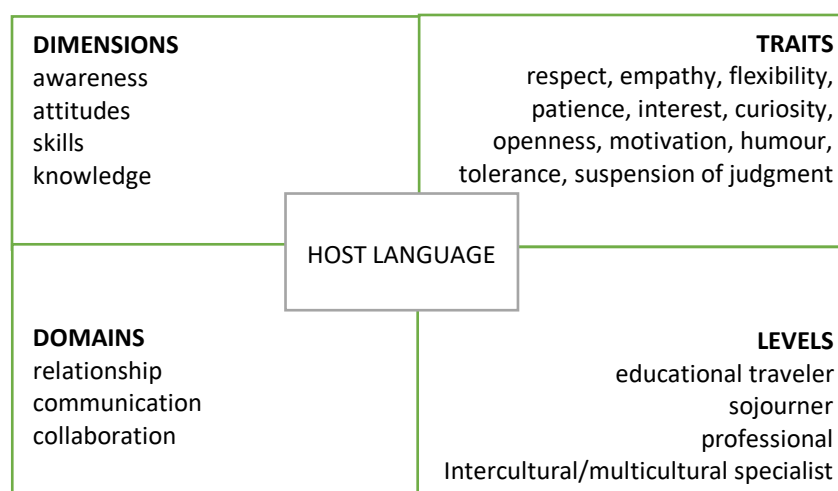 DIMENSIONS
awareness
attitudes
skills
knowledge
TRAITS
respect, empathy, flexibility,
patience, interest, curiosity,
openness, motivation, humour,
tolerance, suspension of judgment
HOST LANGUAGE
DOMAINS
relationship
communication
collaboration
LEVELS
educational traveler
sojourner
professional
Intercultural/multicultural specialist